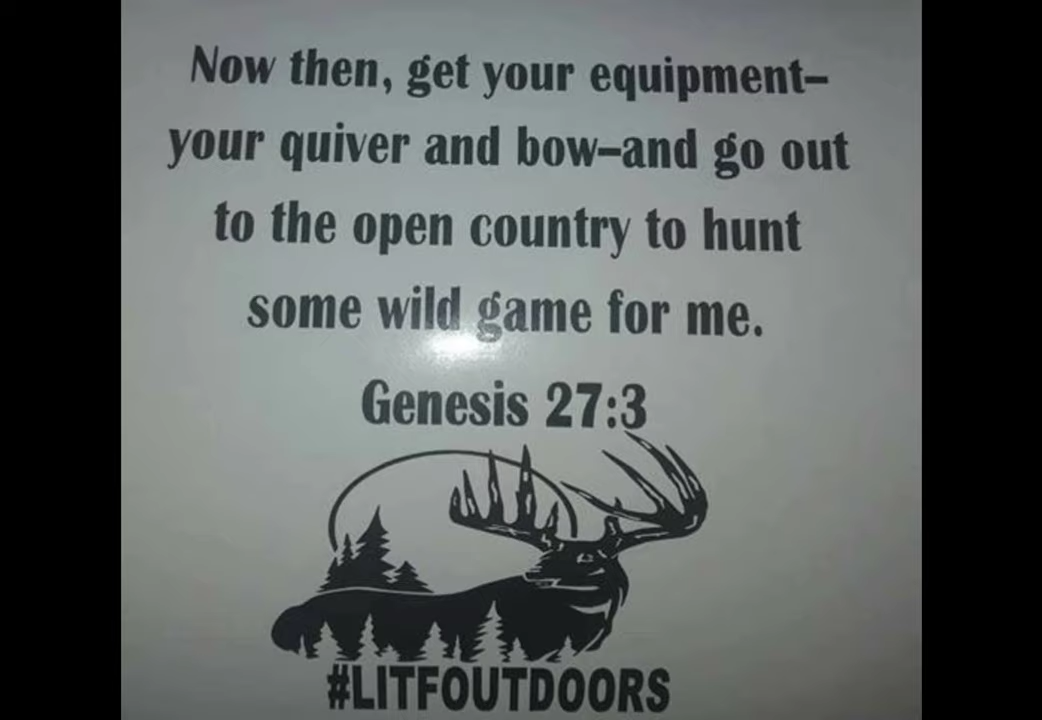 Now then, get your equipment–
your quiver and bow–and go out
to the open country to hunt
some wild game for me.
Genesis 27:3
#LITFOUTDOORS